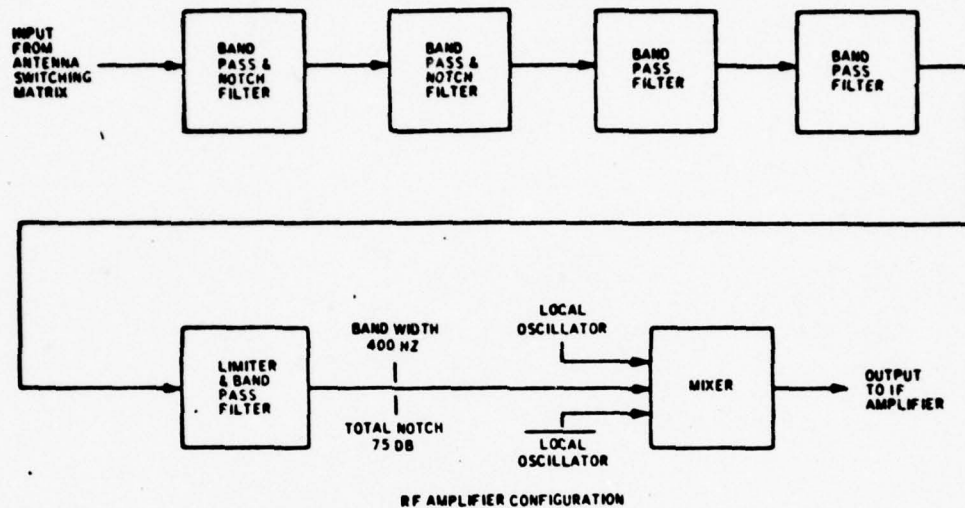 INPUT
FROM
ANTENNA
SWITCHING
MATRIX
BAND
PASS &
NOTCH
FILTER
BAND
PASS &
NOTCH
FILTER
BAND
PASS
FILTER
BAND
PASS
FILTER
LIMITER
& BAND
PASS
FILTER
BAND WIDTH
400 HZ
TOTAL NOTCH
75 DB
LOCAL
OSCILLATOR
LOCAL
OSCILLATOR
MIXER
OUTPUT
TO IF
AMPLIFIER
RF AMPLIFIER CONFIGURATION